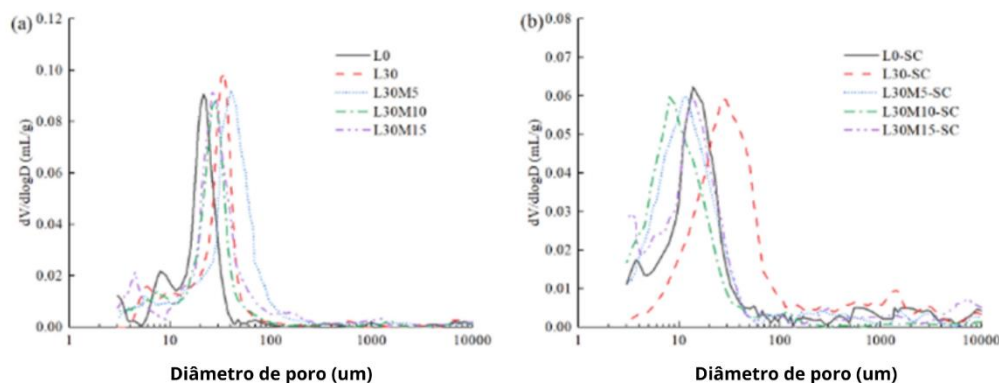 (a)
0.12
0.10
0.08
0.06
0.04
0.02
0.00
dV/dlogD (mL/g)
L0
L30
L30M5
L30M10
L30M15
1
10
100
1000
10000
Diâmetro de poro (um)
(b)
0.08
0.07
0.06
0.05
0.04
0.03
0.02
0.01
0.00
dV/dlogD (mL/g)
L0-SC
L30-SC
L30M5-SC
L30M10-SC
L30M15-SC
1
10
100
1000
10000
Diâmetro de poro (um)